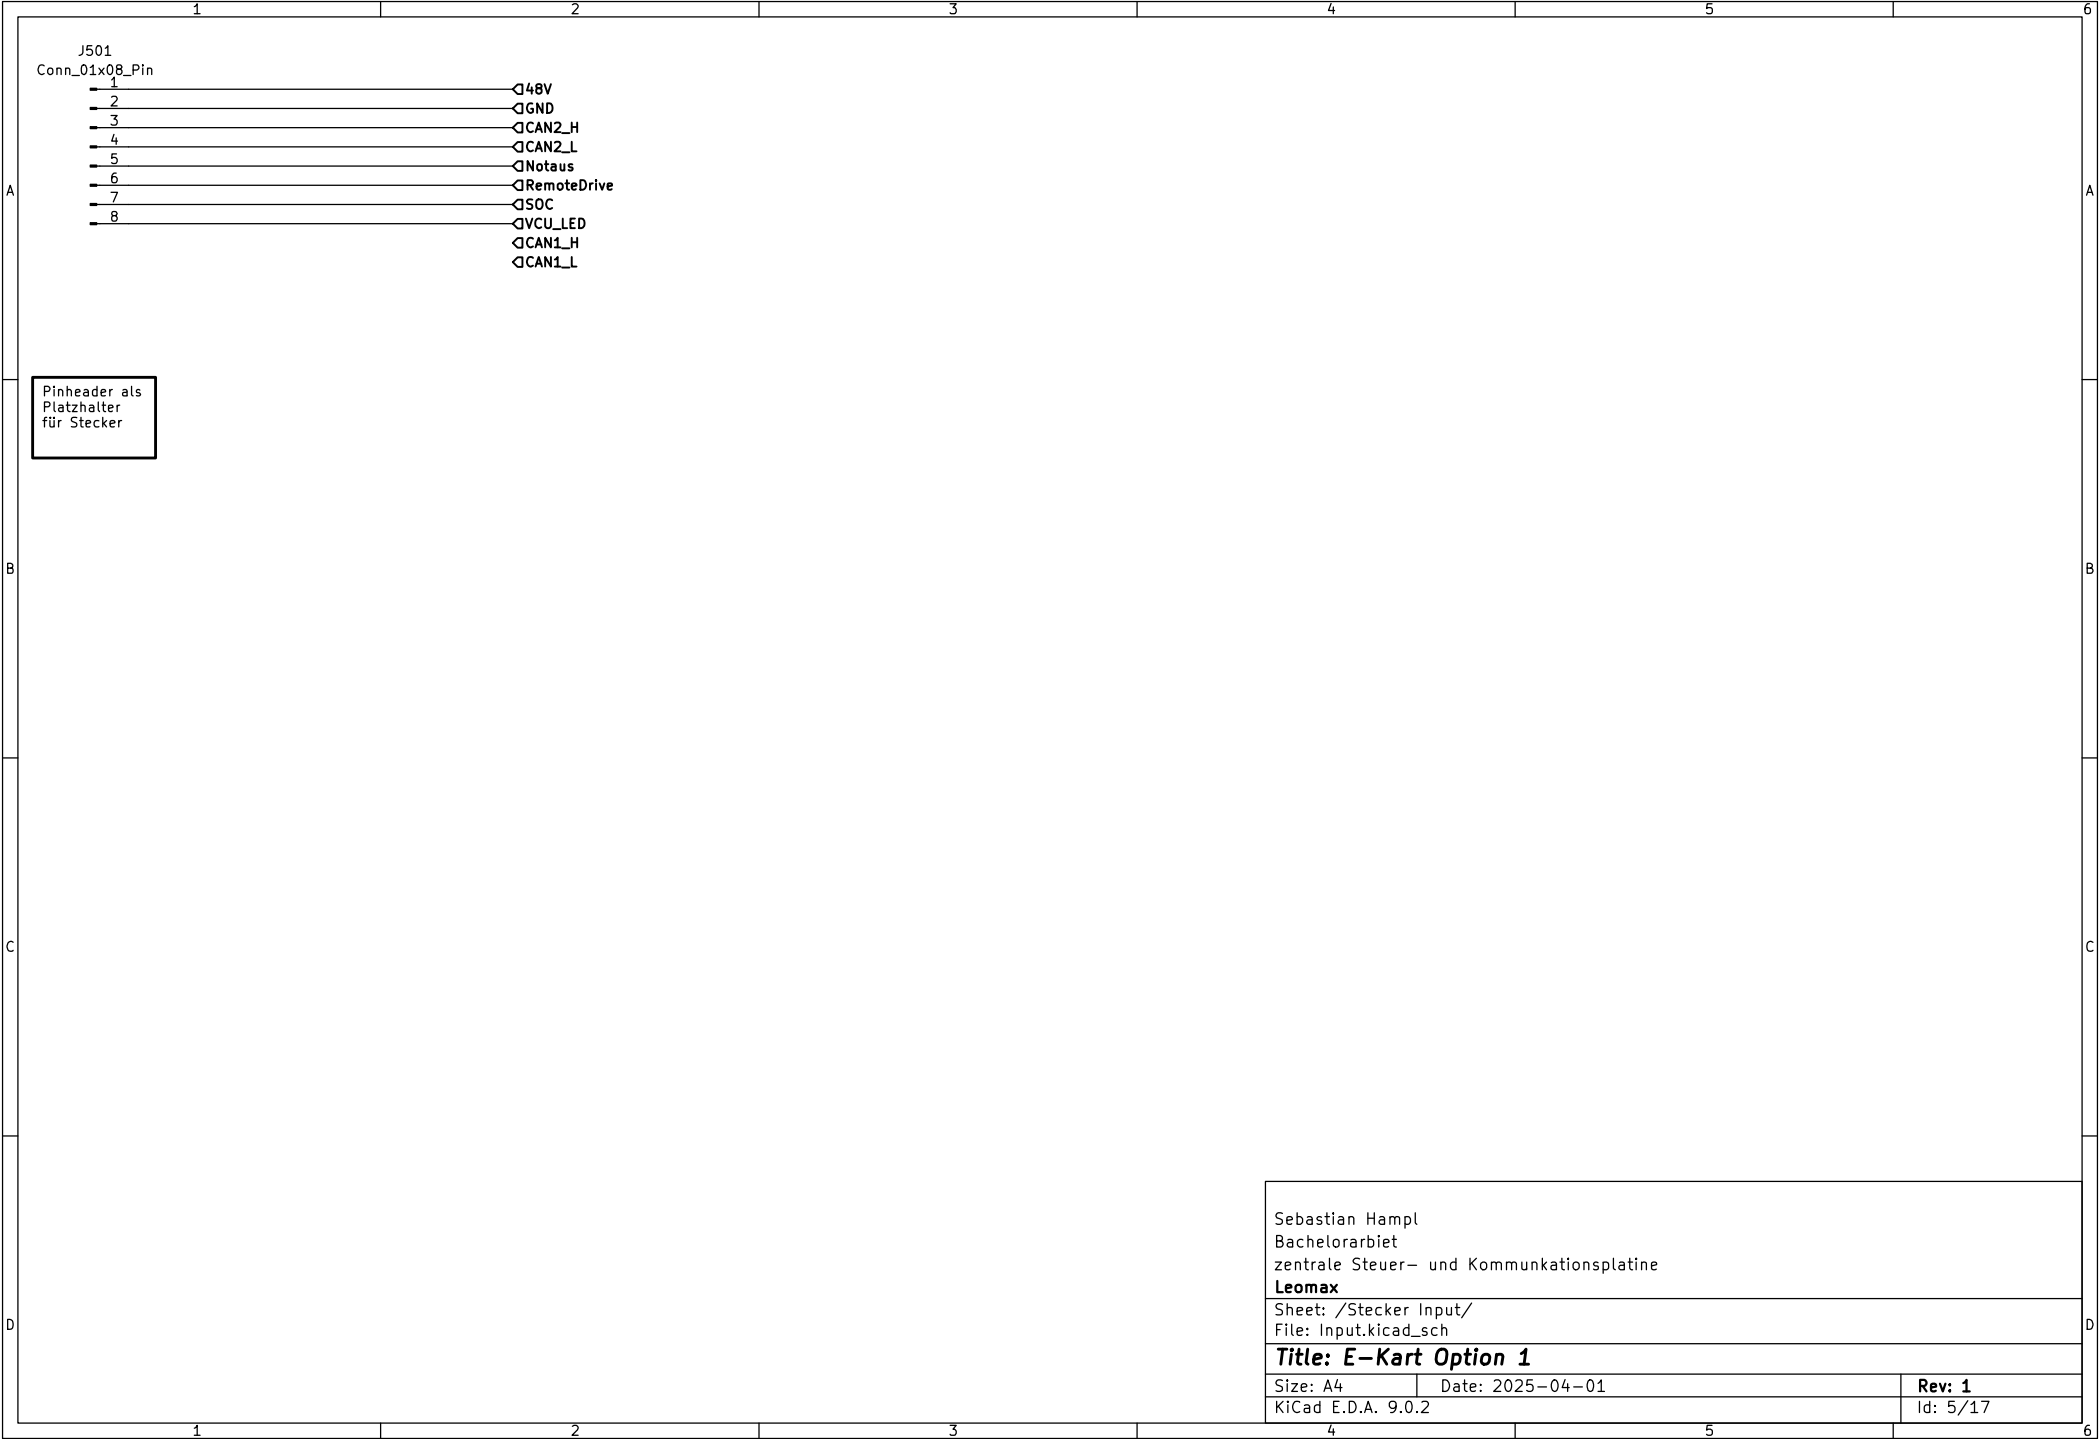 1 2 3 4 5 6
J501
Conn_01x08_Pin
1 48V
2 GND
3 CAN2_H
4 CAN2_L
5 Notaus
6 RemoteDrive
7 SOC
8 VCU_LED
CAN1_H
CAN1_L
A A
Pinheader als
Platzhalter
für Stecker
B B
C C
Sebastian Hampl
Bachelorarbiet
zentrale Steuer- und Kommunkationsplatine
Leomax
Sheet: /Stecker Input/
File: Input.kicad_sch
D D
Title: E-Kart Option 1
Size: A4 Date: 2025-04-01 Rev: 1
KiCad E.D.A. 9.0.2 Id: 5/17
1 2 3 4 5 6